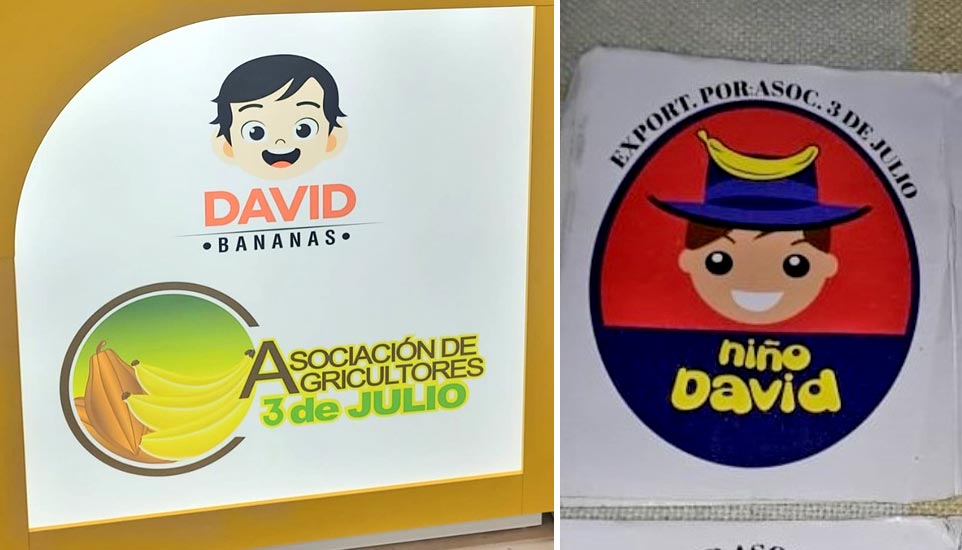 DAVID
• BANANAS •
ASOCIACIÓN DE
AGRICULTORES
3 de JULIO
EXPORT. POR:ASOC. 3 DE JULIO
niño
David